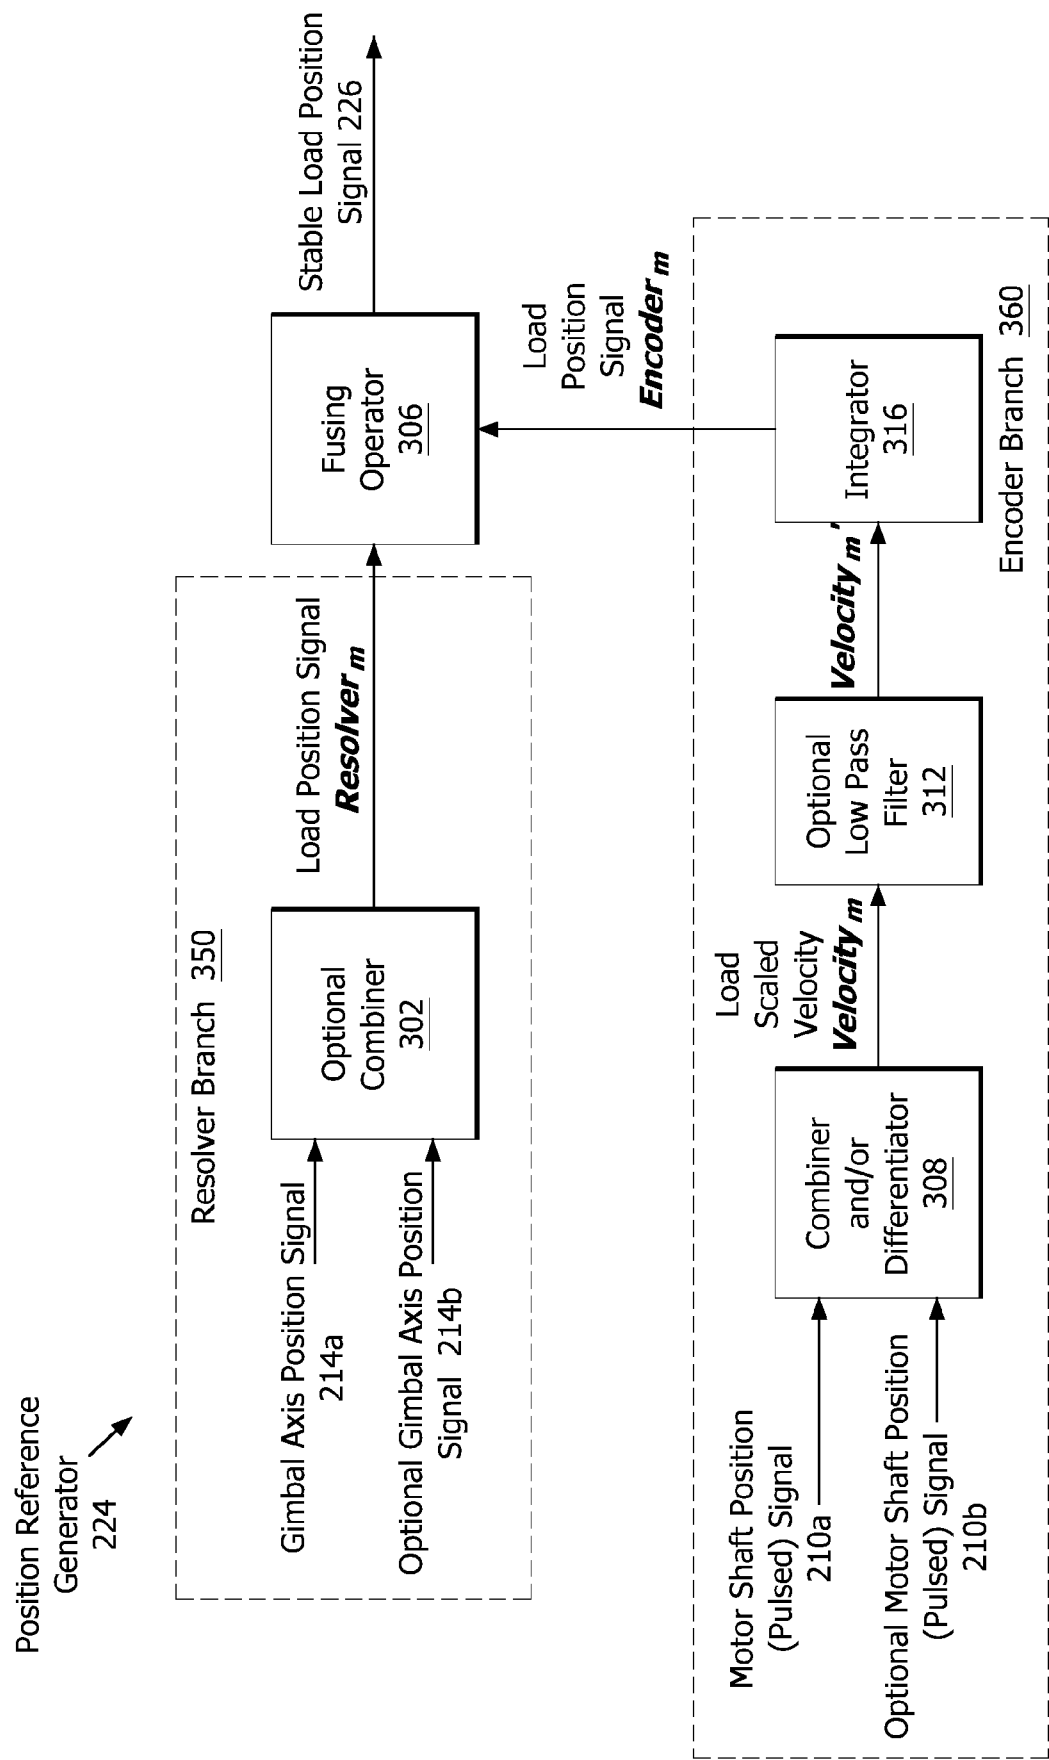 Position Reference
Generator
224
Resolver Branch 350
Gimbal Axis Position Signal
214a
Optional Gimbal Axis Position
Signal 214b
Optional
Combiner
302
Load Position Signal
Resolver m
Fusing
Operator
306
Stable Load Position
Signal 226
Load
Position
Signal
Encoder m
Motor Shaft Position
(Pulsed) Signal
210a
Optional Motor Shaft Position
(Pulsed) Signal
210b
Combiner
and/or
Differentiator
308
Load
Scaled
Velocity
Velocity m
Optional
Low Pass
Filter
312
Velocity m'
Integrator
316
Encoder Branch 360